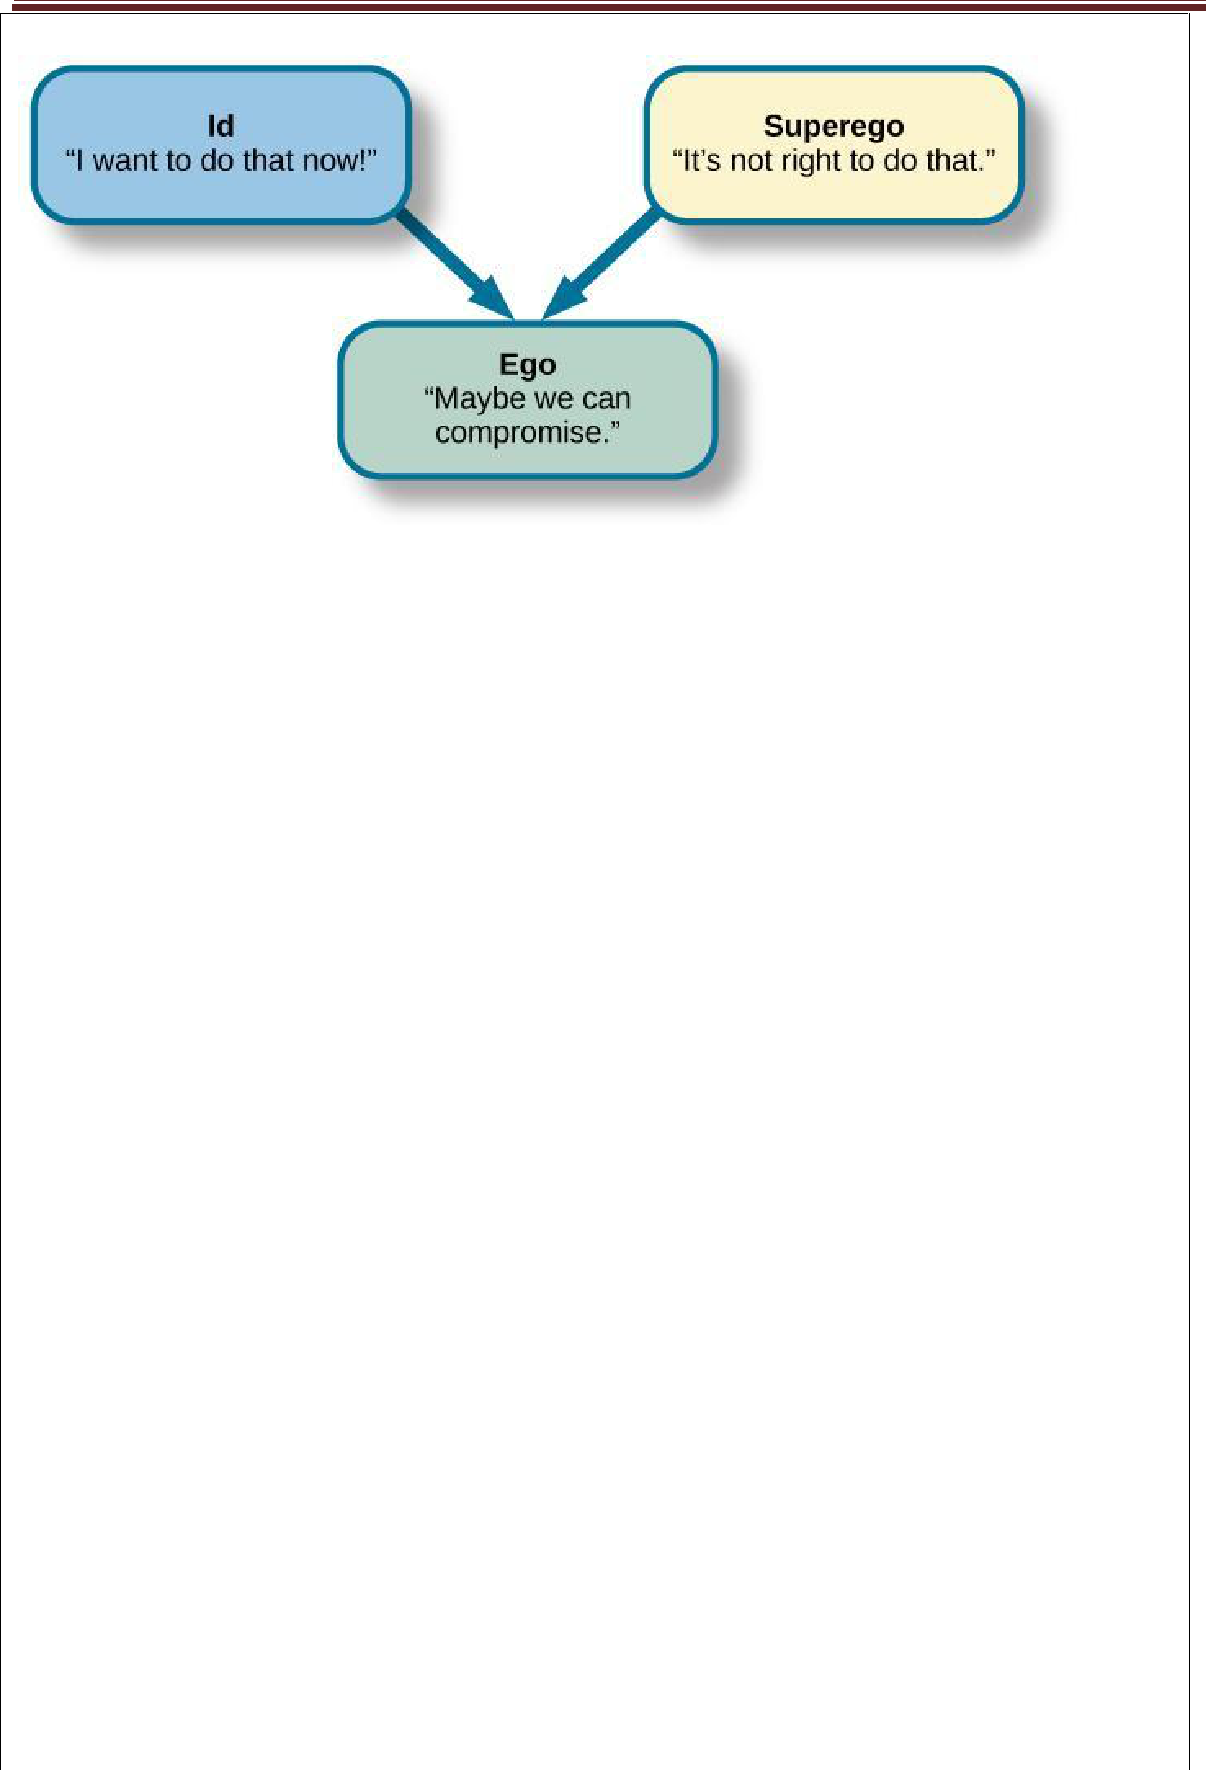 Id
“I want to do that now!”
Superego
“It’s not right to do that.”
Ego
“Maybe we can
compromise.”